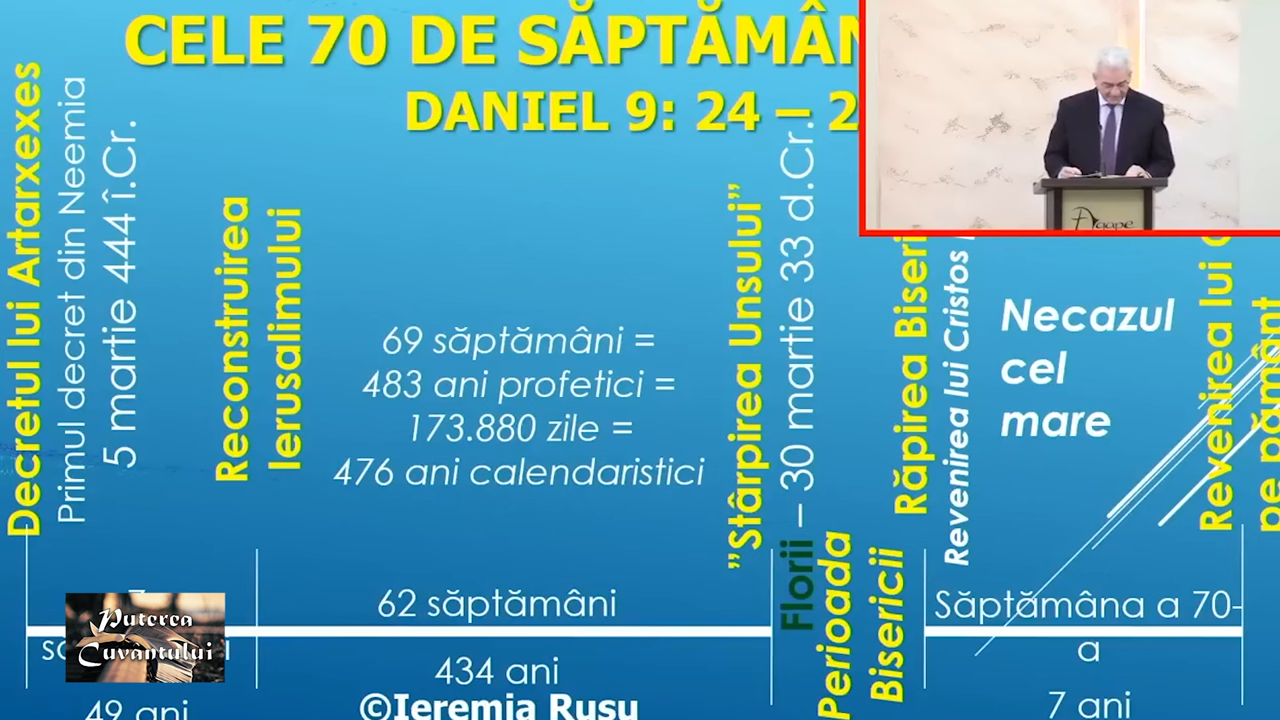 CELE 70 DE SĂPTĂMÂN
DANIEL 9: 24 – 2
Decretul lui Artarxexes
Primul decret din Neemia
5 martie 444 î.Cr.
Reconstruirea
Ierusalimului
69 săptămâni =
483 ani profetici =
173.880 zile =
476 ani calendaristici
"Stârpirea Unsului"
Florii – 30 martie 33 d.Cr.
Perioada
Bisericii
Răpirea Biseri
Revenirea lui Cristos
Necazul
cel
mare
Revenirea lui
pe pământ
Agape
62 săptămâni
434 ani
Săptămâna a 70-
a
7 ani
49 ani
Puterea
Cuvântului
©Ieremia Rusu